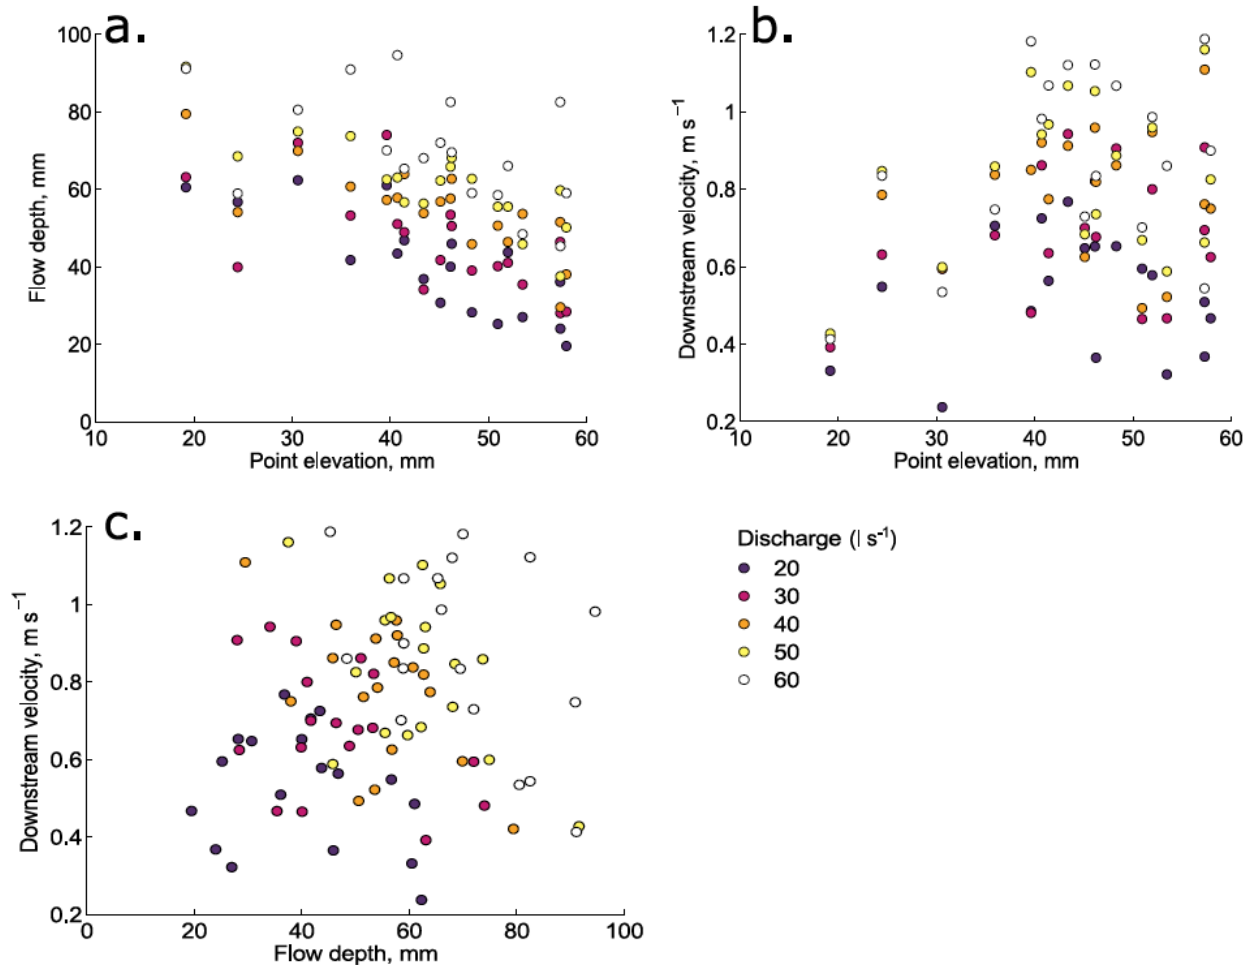 a.
100
80
60
40
20
0
10 20 30 40 50 60
Flow depth, mm
Point elevation, mm
b.
1.2
1
0.8
0.6
0.4
0.2
10 20 30 40 50 60
Downstream velocity, m s⁻¹
Point elevation, mm
c.
1.2
1
0.8
0.6
0.4
0.2
0 20 40 60 80 100
Downstream velocity, m s⁻¹
Flow depth, mm
Discharge (l s⁻¹)
20
30
40
50
60